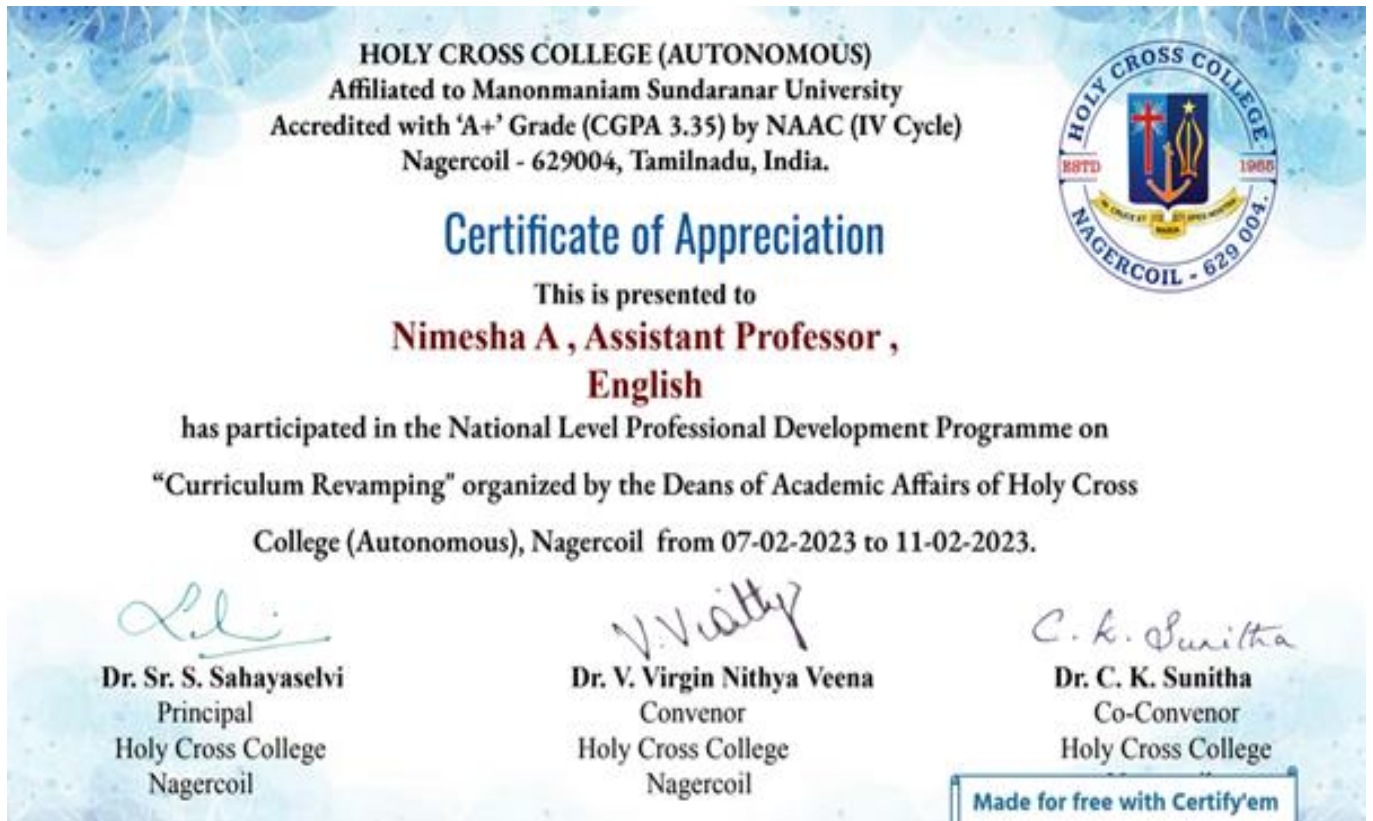 HOLY CROSS COLLEGE (AUTONOMOUS)
Affiliated to Manonmaniam Sundaranar University
Accredited with ‘A+’ Grade (CGPA 3.35) by NAAC (IV Cycle)
Nagercoil - 629004, Tamilnadu, India.
HOLY CROSS COLLEGE
ESTD 1965
NAGERCOIL - 629 004.
Certificate of Appreciation
This is presented to
Nimesha A , Assistant Professor ,
English
has participated in the National Level Professional Development Programme on
“Curriculum Revamping" organized by the Deans of Academic Affairs of Holy Cross
College (Autonomous), Nagercoil from 07-02-2023 to 11-02-2023.
C. K. Sunitha
Dr. Sr. S. Sahayaselvi
Principal
Holy Cross College
Nagercoil
Dr. V. Virgin Nithya Veena
Convenor
Holy Cross College
Nagercoil
Dr. C. K. Sunitha
Co-Convenor
Holy Cross College
Made for free with Certify'em